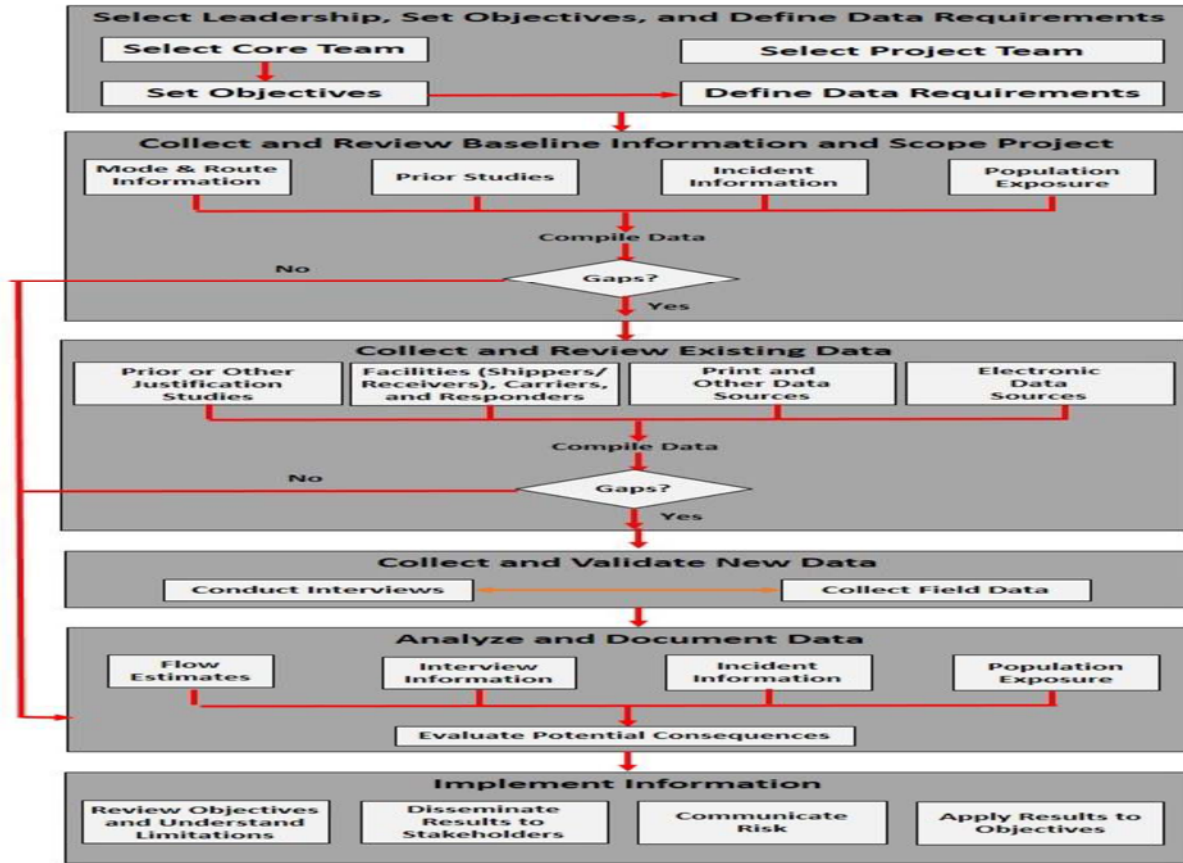 Select Leadership, Set Objectives, and Define Data Requirements
Select Core Team
Select Project Team
Set Objectives
Define Data Requirements
Collect and Review Baseline Information and Scope Project
Mode & Route
Information
Prior Studies
Incident
Information
Population
Exposure
Compile Data
No
Gaps?
Yes
Collect and Review Existing Data
Prior or Other
Justification
Studies
Facilities (Shippers/
Receivers), Carriers,
and Responders
Print and
Other Data
Sources
Electronic
Data
Sources
Compile Data
No
Gaps?
Yes
Collect and Validate New Data
Conduct Interviews
Collect Field Data
Analyze and Document Data
Flow
Estimates
Interview
Information
Incident
Information
Population
Exposure
Evaluate Potential Consequences
Implement Information
Review Objectives
and Understand
Limitations
Disseminate
Results to
Stakeholders
Communicate
Risk
Apply Results to
Objectives